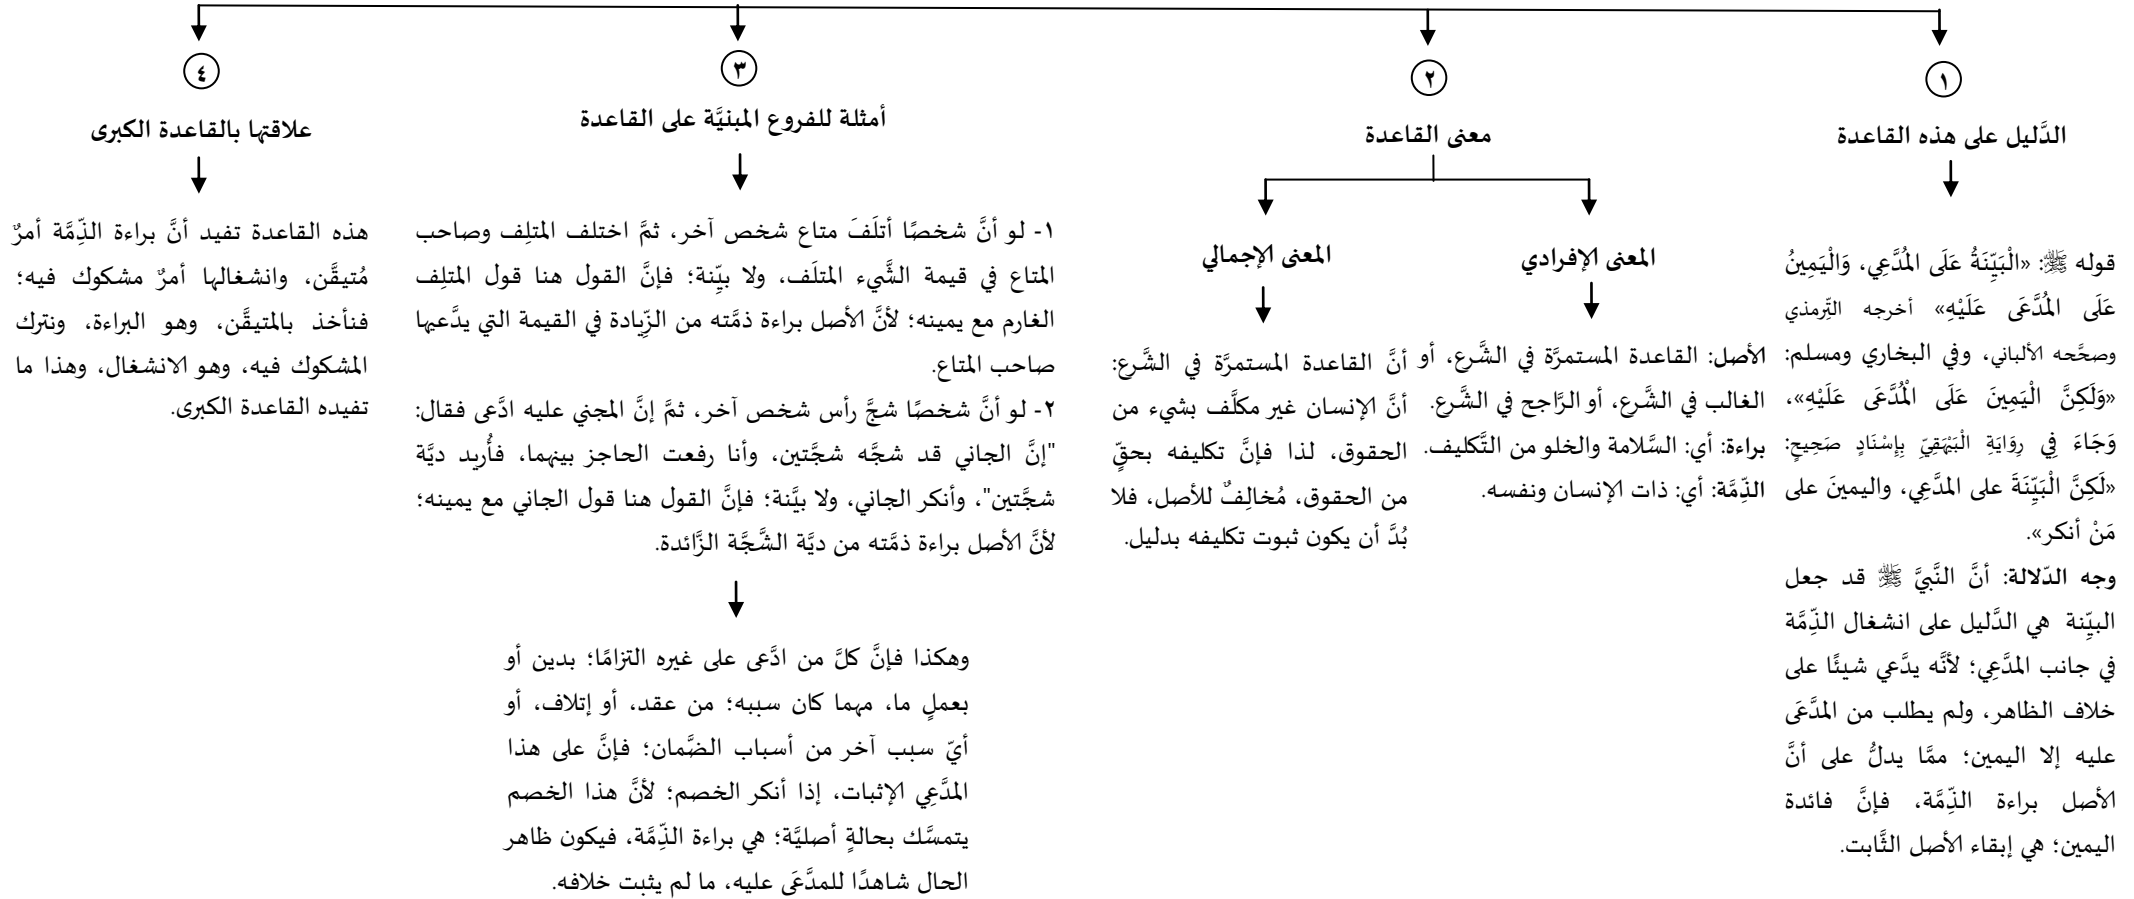 ١
الدَّليل على هذه القاعدة
قوله ﷺ: «الْبَيِّنَةُ عَلَى الْمُدَّعِي، وَالْيَمِينُ
عَلَى الْمُدَّعَى عَلَيْهِ» أخرجه التِّرمذي
وصحَّحه الألباني، وفي البخاري ومسلم:
«وَلَكِنَّ الْيَمِينَ عَلَى الْمُدَّعَى عَلَيْهِ»،
وَجَاءَ فِي رِوَايَةِ الْبَيْهَقِيِّ بِإِسْنَادٍ صَحِيحٍ:
«لَكِنَّ الْبَيِّنَةَ على المدَّعِي، واليمينَ على
مَنْ أنكر».
وجه الدّلالة: أنَّ النَّبيَّ ﷺ قد جعل
البيِّنة هي الدَّليل على انشغال الذِّمَّة
في جانب المدَّعِي؛ لأنَّه يدَّعي شيئًا على
خلاف الظاهر، ولم يطلب من المدَّعَى
عليه إلا اليمين؛ ممَّا يدلُّ على أنَّ
الأصل براءة الذِّمَّة، فإنَّ فائدة
اليمين؛ هي إبقاء الأصل الثَّابت.
٢
معنى القاعدة
المعنى الإفرادي
الأصل: القاعدة المستمرَّة في الشَّرع، أو
الغالب في الشَّرع، أو الرَّاجح في الشَّرع.
براءة: أي: السَّلامة والخلو من التَّكليف.
الذِّمَّة: أي: ذات الإنسان ونفسه.
المعنى الإجمالي
أنَّ القاعدة المستمرَّة في الشَّرع:
أنَّ الإنسان غير مكلَّف بشيء من
الحقوق، لذا فإنَّ تكليفه بحقٍّ
من الحقوق، مُخالِفٌ للأصل، فلا
بُدَّ أن يكون ثبوت تكليفه بدليل.
٣
أمثلة للفروع المبنيَّة على القاعدة
١- لو أنَّ شخصًا أتلَفَ متاع شخص آخر، ثمَّ اختلف المتلِف وصاحب
المتاع في قيمة الشَّيء المتلَف، ولا بيِّنة؛ فإنَّ القول هنا قول المتلِف
الغارم مع يمينه؛ لأنَّ الأصل براءة ذمَّته من الزِّيادة في القيمة التي يدَّعيها
صاحب المتاع.
٢- لو أنَّ شخصًا شجَّ رأس شخص آخر، ثمَّ إنَّ المجني عليه ادَّعى فقال:
"إنَّ الجاني قد شجَّه شجَّتين، وأنا رفعت الحاجز بينهما، فأُريد ديَّة
شجَّتين"، وأنكر الجاني، ولا بيَّنة؛ فإنَّ القول هنا قول الجاني مع يمينه؛
لأنَّ الأصل براءة ذمَّته من ديَّة الشَّجَّة الزَّائدة.
وهكذا فإنَّ كلَّ من ادَّعى على غيره التزامًا؛ بدين أو
بعملٍ ما، مهما كان سببه؛ من عقد، أو إتلاف، أو
أيّ سبب آخر من أسباب الضَّمان؛ فإنَّ على هذا
المدَّعِي الإثبات، إذا أنكر الخصم؛ لأنَّ هذا الخصم
يتمسَّك بحالةٍ أصليَّة؛ هي براءة الذِّمَّة، فيكون ظاهر
الحال شاهدًا للمدَّعَى عليه، ما لم يثبت خلافه.
٤
علاقتها بالقاعدة الكبرى
هذه القاعدة تفيد أنَّ براءة الذِّمَّة أمرٌ
مُتيقَّن، وانشغالها أمرٌ مشكوك فيه؛
فنأخذ بالمتيقَّن، وهو البراءة، ونترك
المشكوك فيه، وهو الانشغال، وهذا ما
تفيده القاعدة الكبرى.